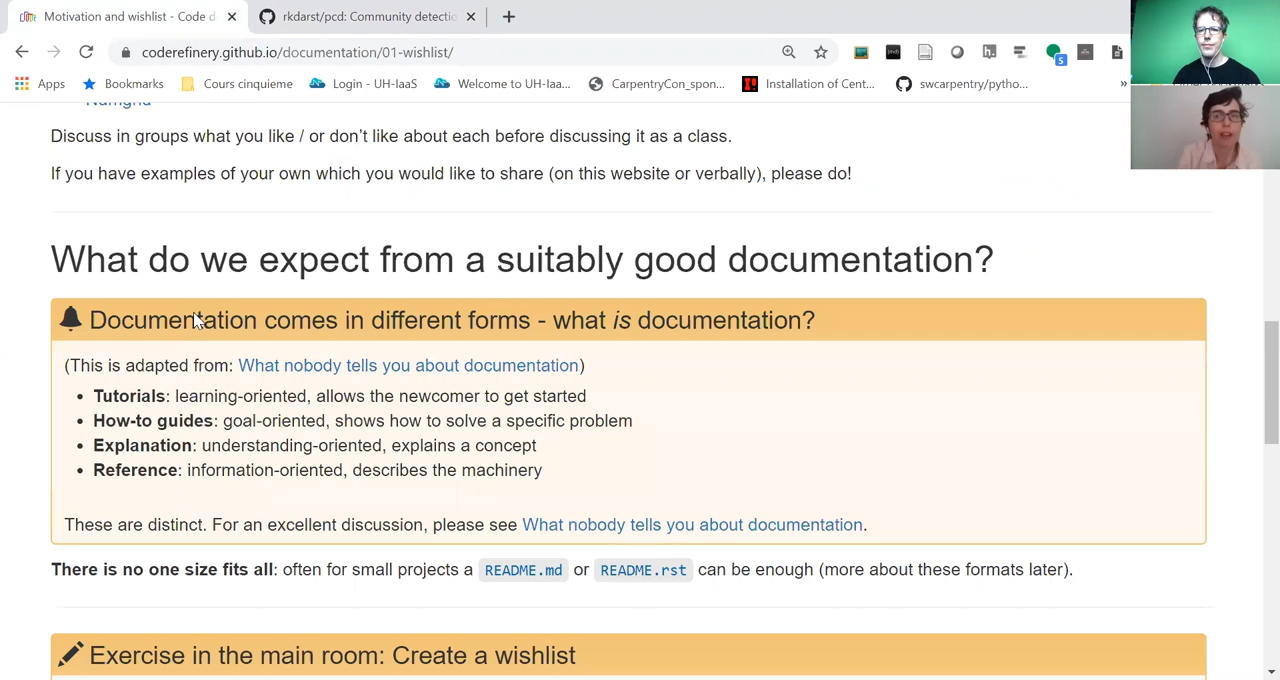 Motivation and wishlist - Code d
rkdarst/pcd: Community detectio
coderefinery.github.io/documentation/01-wishlist/
5
Apps
Bookmarks
Cours cinquieme
Login - UH-IaaS
Welcome to UH-Iaa...
CarpentryCon_spon...
Installation of Cent...
swcarpentry/pytho...
»
Discuss in groups what you like / or don't like about each before discussing it as a class.
If you have examples of your own which you would like to share (on this website or verbally), please do!
What do we expect from a suitably good documentation?
Documentation comes in different forms - what is documentation?
(This is adapted from: What nobody tells you about documentation)
• Tutorials: learning-oriented, allows the newcomer to get started
• How-to guides: goal-oriented, shows how to solve a specific problem
• Explanation: understanding-oriented, explains a concept
• Reference: information-oriented, describes the machinery
These are distinct. For an excellent discussion, please see What nobody tells you about documentation.
There is no one size fits all: often for small projects a README.md or README.rst can be enough (more about these formats later).
Exercise in the main room: Create a wishlist